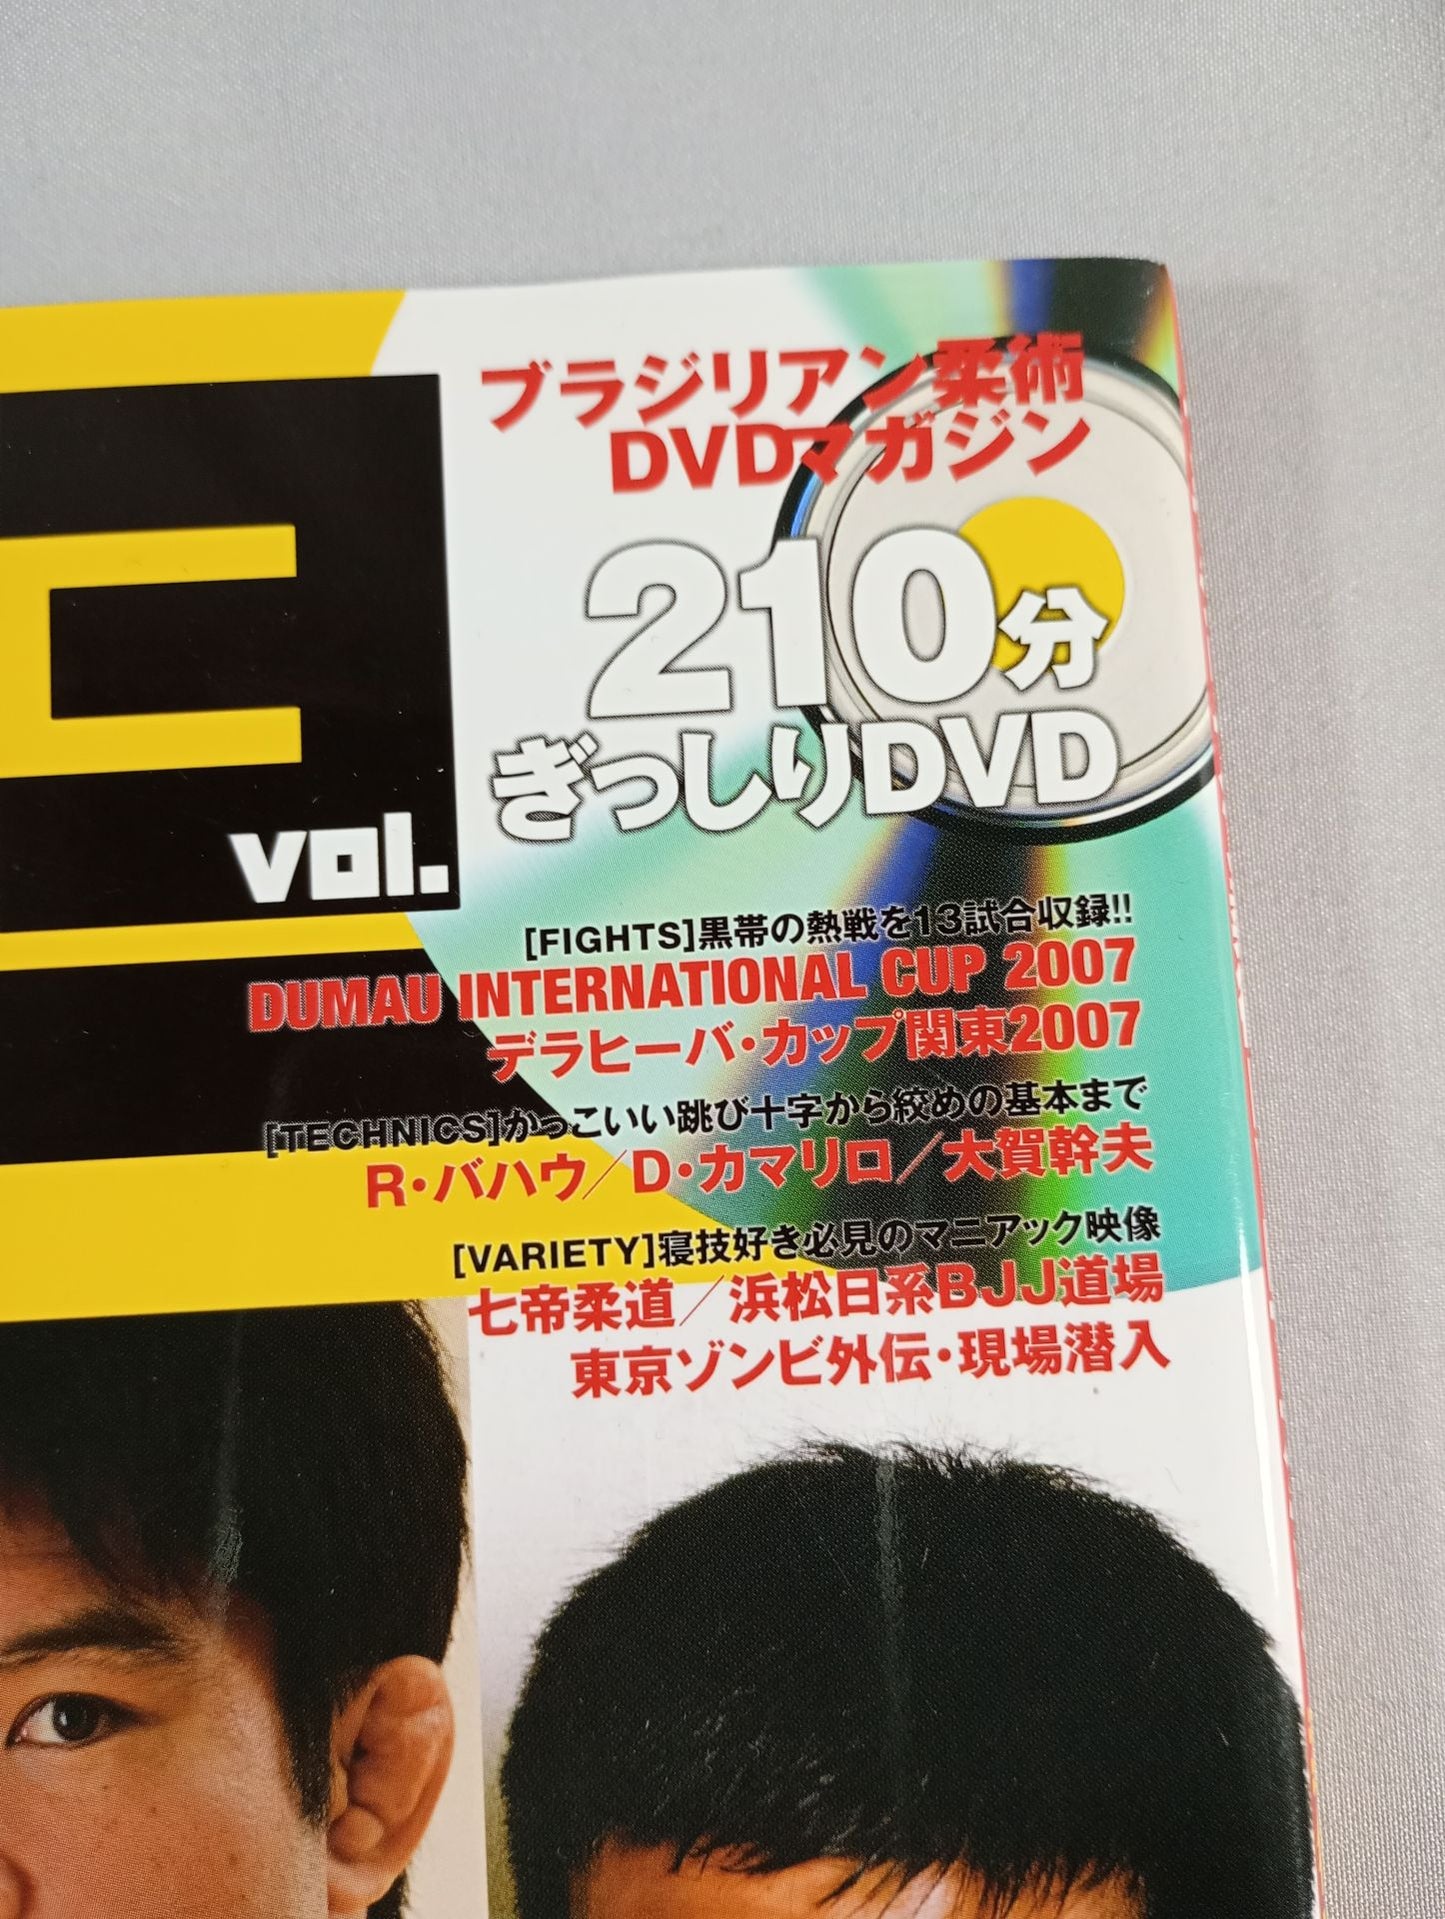 ブラジリアン柔術
DVDマガジン
210分
ぎっしりDVD
vol.
[FIGHTS]黒帯の熱戦を13試合収録!!
DUMAU INTERNATIONAL CUP 2007
デラヒーバ・カップ関東2007
[TECHNICS]かっこいい跳び十字から絞めの基本まで
R・バハウ／D・カマリロ／大賀幹夫
[VARIETY]寝技好き必見のマニアック映像
七帝柔道／浜松日系BJJ道場
東京ゾンビ外伝・現場潜入